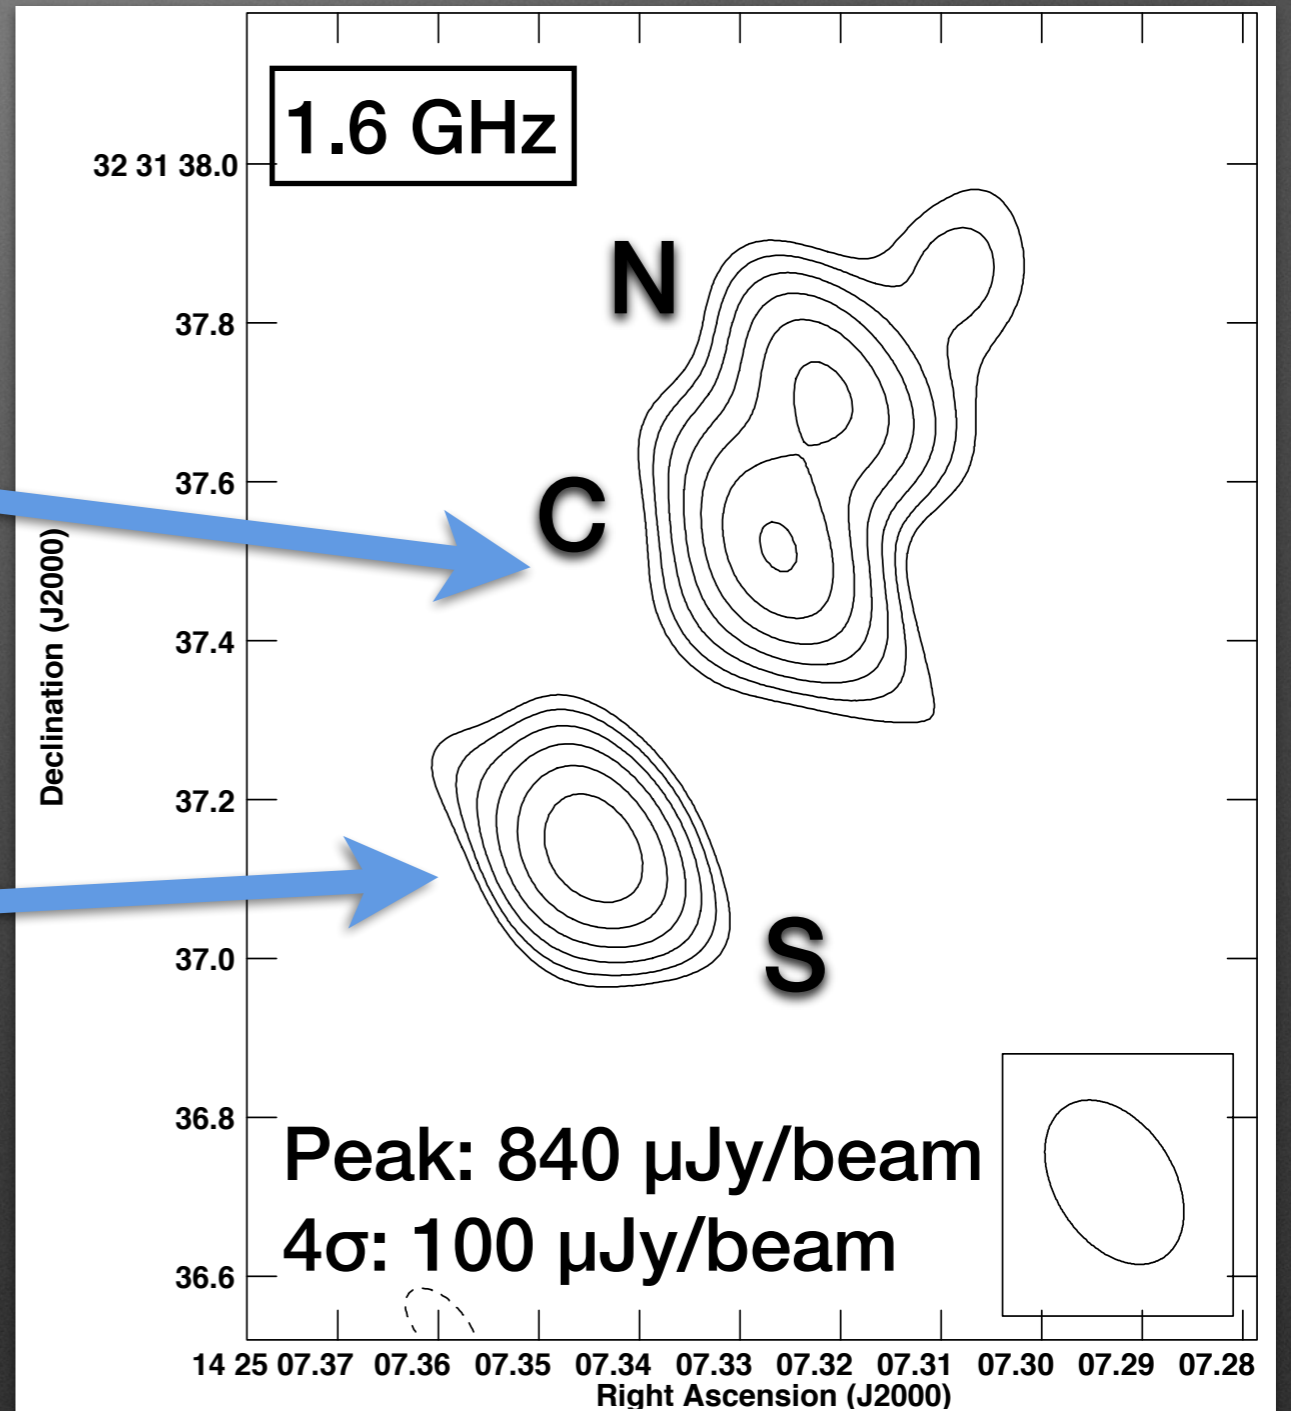 1.6 GHz
32 31 38.0
N
37.8
37.6
C
37.4
Declination (J2000)
37.2
37.0
S
36.8
Peak: 840 μJy/beam
4σ: 100 μJy/beam
36.6
14 25 07.37 07.36 07.35 07.34 07.33 07.32 07.31 07.30 07.29 07.28
Right Ascension (J2000)